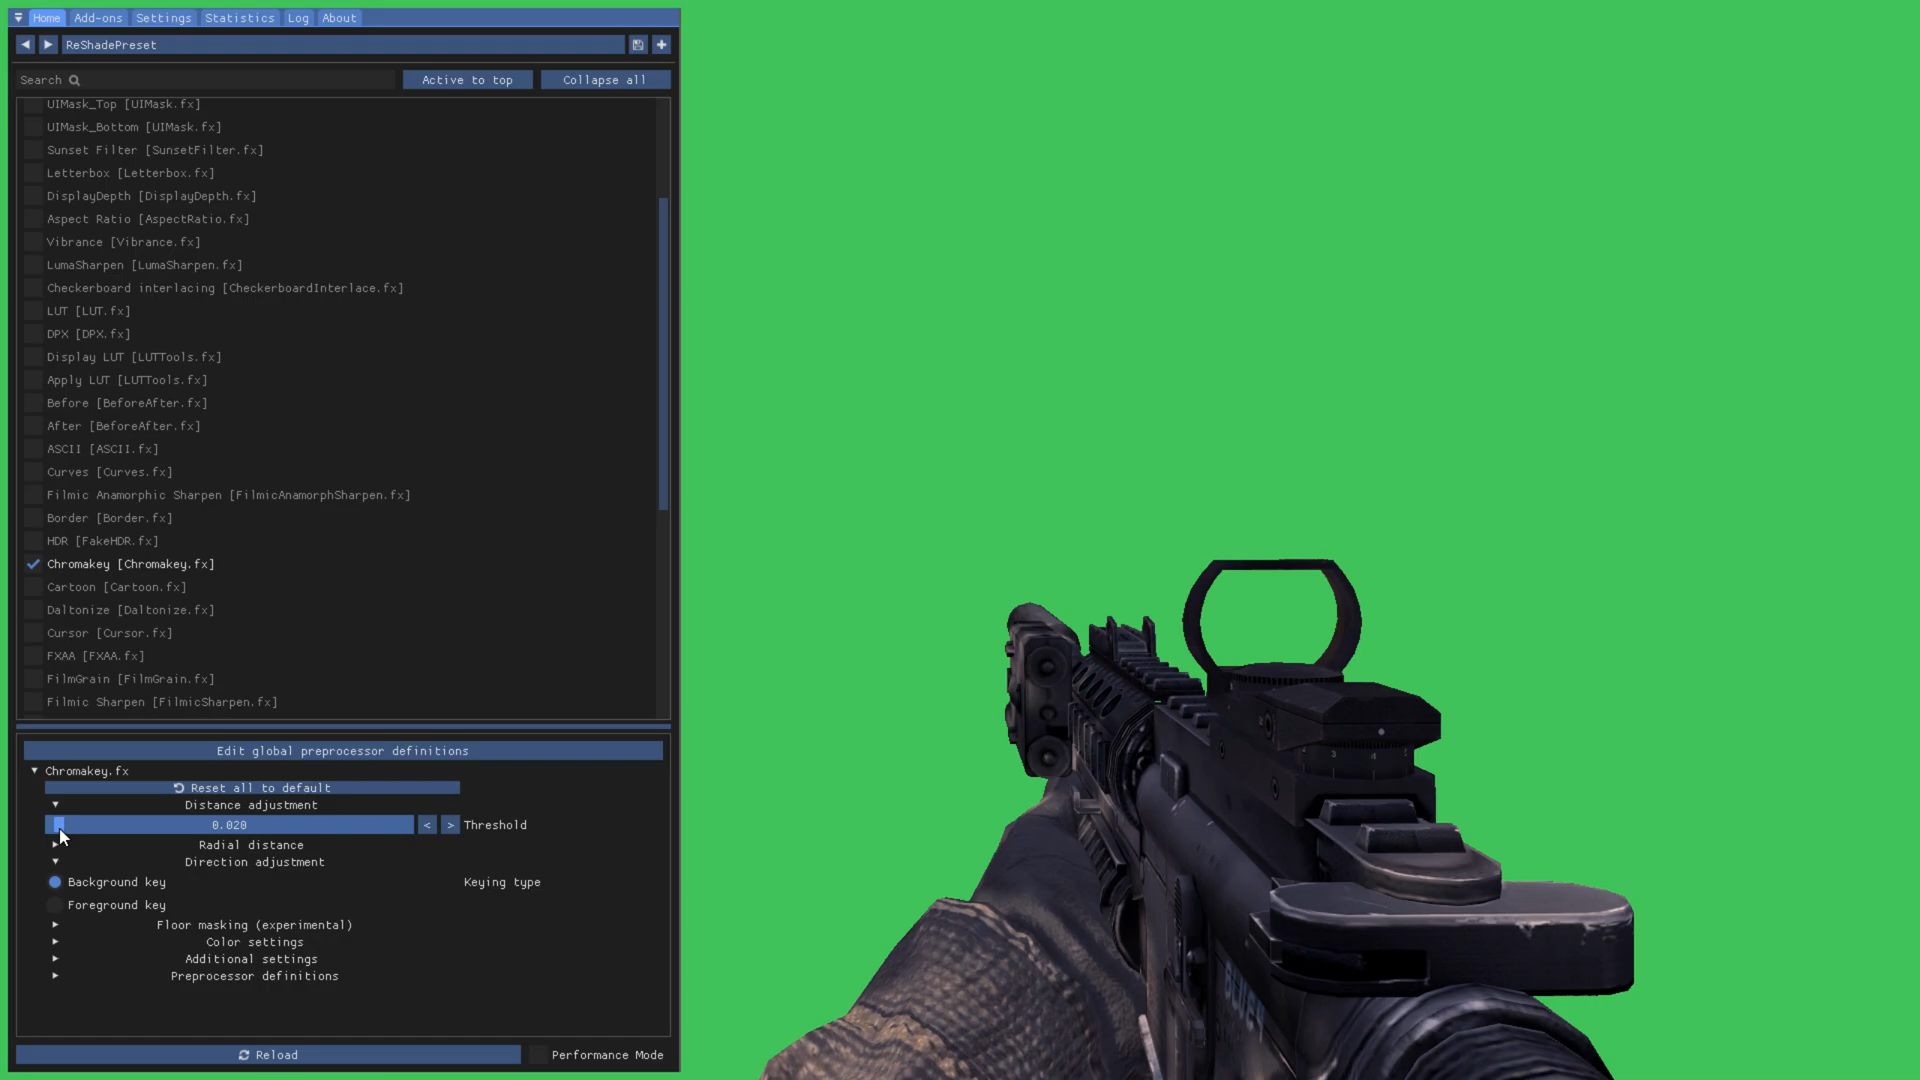 Home Add-ons Settings Statistics Log About
ReShadePreset
Search Active to top Collapse all
UIMask_Top [UIMask.fx]
UIMask_Bottom [UIMask.fx]
Sunset Filter [SunsetFilter.fx]
Letterbox [Letterbox.fx]
DisplayDepth [DisplayDepth.fx]
Aspect Ratio [AspectRatio.fx]
Vibrance [Vibrance.fx]
LumaSharpen [LumaSharpen.fx]
Checkerboard interlacing [CheckerboardInterlace.fx]
LUT [LUT.fx]
DPX [DPX.fx]
Display LUT [LUTTools.fx]
Apply LUT [LUTTools.fx]
Before [BeforeAfter.fx]
After [BeforeAfter.fx]
ASCII [ASCII.fx]
Curves [Curves.fx]
Filmic Anamorphic Sharpen [FilmicAnamorphSharpen.fx]
Border [Border.fx]
HDR [FakeHDR.fx]
Chromakey [Chromakey.fx]
Cartoon [Cartoon.fx]
Daltonize [Daltonize.fx]
Cursor [Cursor.fx]
FXAA [FXAA.fx]
FilmGrain [FilmGrain.fx]
Filmic Sharpen [FilmicSharpen.fx]
Edit global preprocessor definitions
Chromakey.fx
Reset all to default
Distance adjustment
0.020 < > Threshold
Radial distance
Direction adjustment
Background key Keying type
Foreground key
Floor masking (experimental)
Color settings
Additional settings
Preprocessor definitions
Reload Performance Mode
3 4